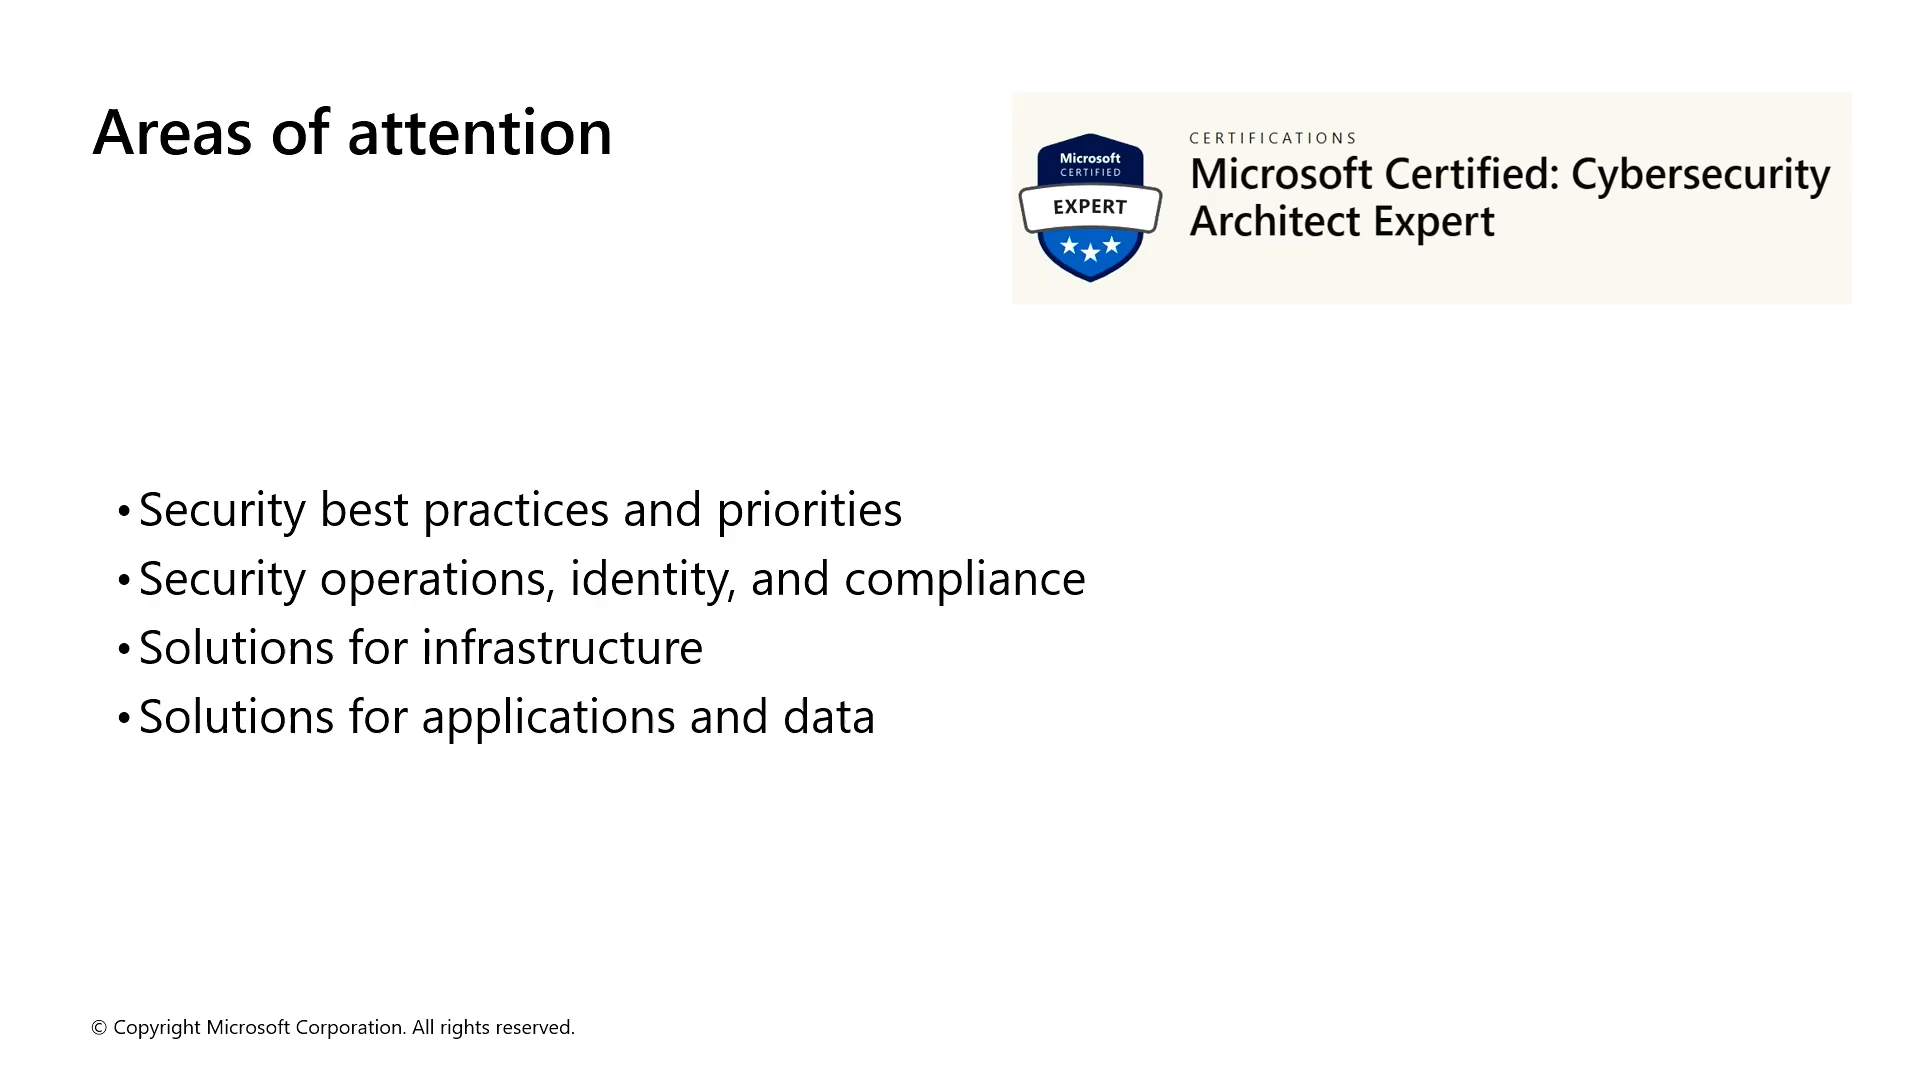 Areas of attention
Microsoft
CERTIFIED
EXPERT
CERTIFICATIONS
Microsoft Certified: Cybersecurity
Architect Expert
• Security best practices and priorities
• Security operations, identity, and compliance
• Solutions for infrastructure
• Solutions for applications and data
© Copyright Microsoft Corporation. All rights reserved.